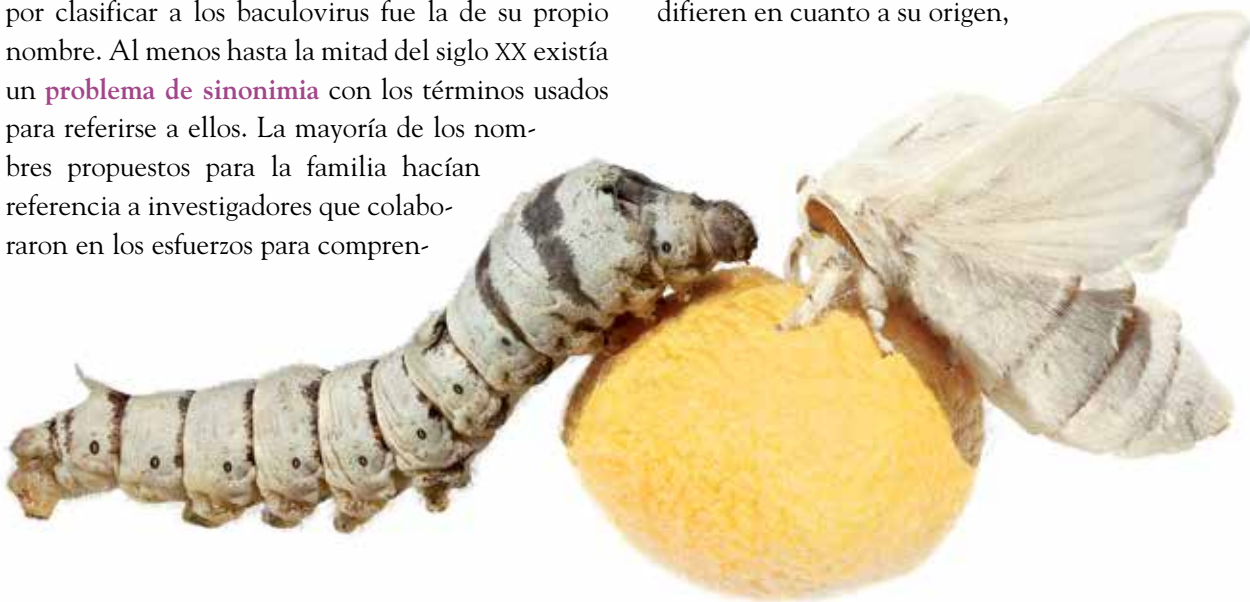 por clasificar a los baculovirus fue la de su propio
nombre. Al menos hasta la mitad del siglo XX existía
un problema de sinonimia con los términos usados
para referirse a ellos. La mayoría de los nom-
bres propuestos para la familia hacían
referencia a investigadores que colabo-
raron en los esfuerzos para compren-
difieren en cuanto a su origen,